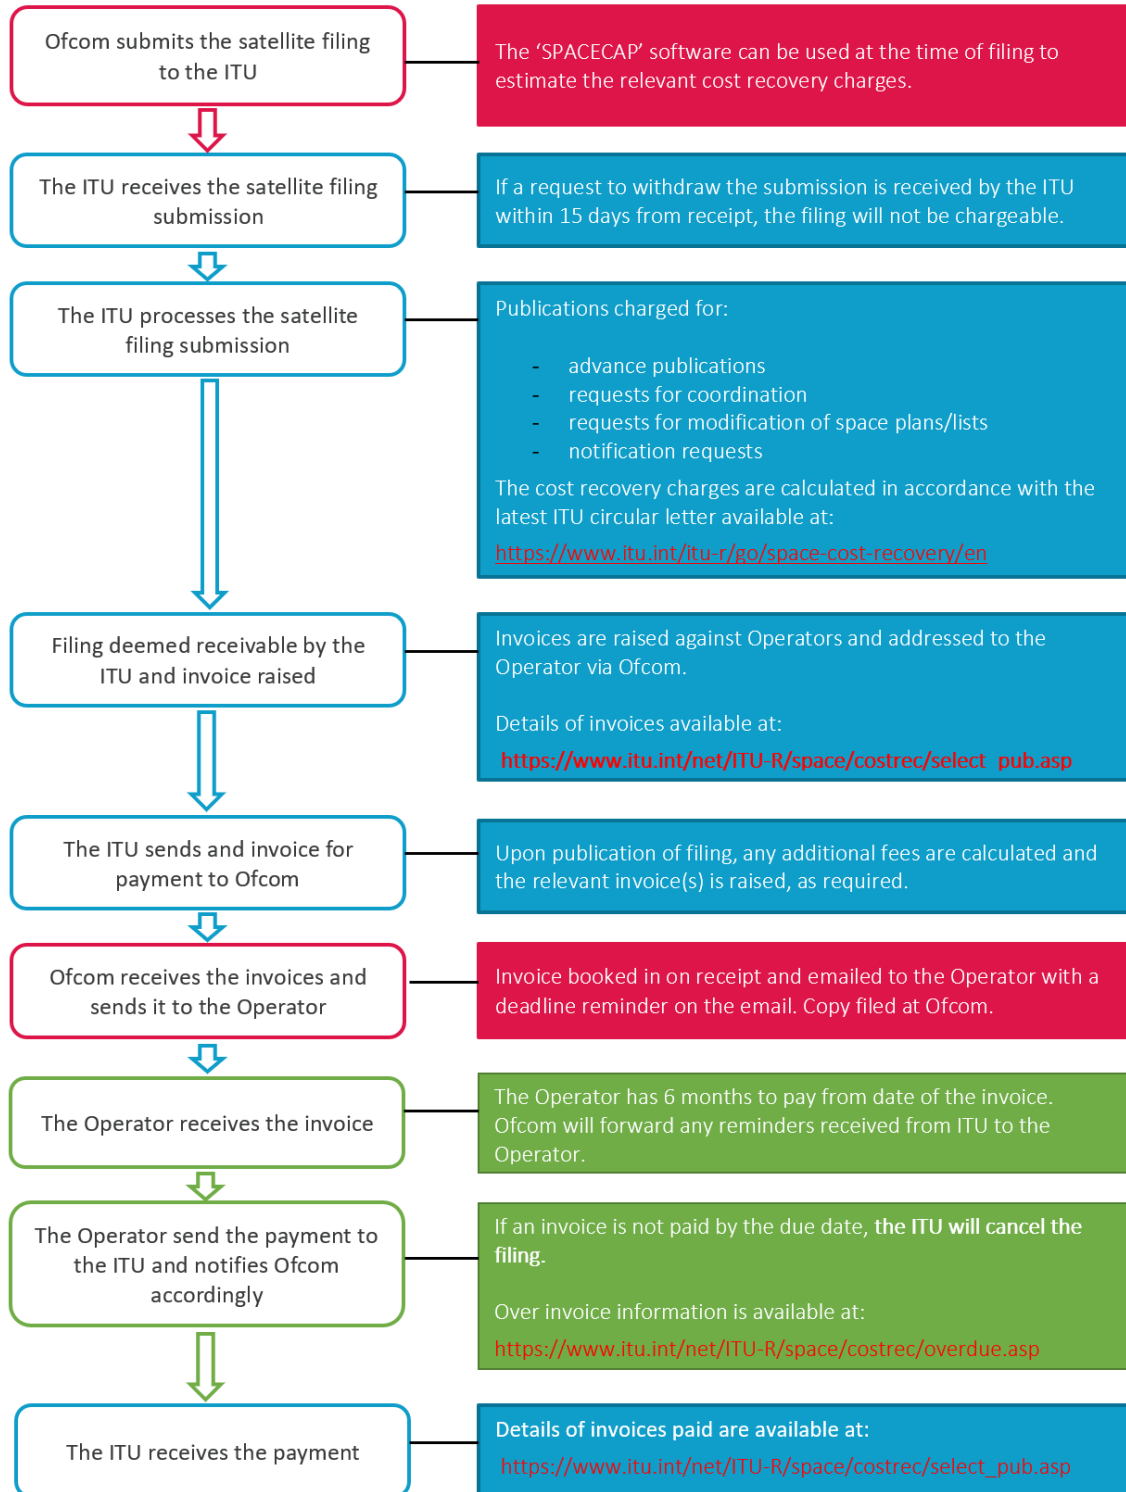 Ofcom submits the satellite filing
to the ITU
The ‘SPACECAP’ software can be used at the time of filing to
estimate the relevant cost recovery charges.
The ITU receives the satellite filing
submission
If a request to withdraw the submission is received by the ITU
within 15 days from receipt, the filing will not be chargeable.
The ITU processes the satellite
filing submission
Publications charged for:
- advance publications
- requests for coordination
- requests for modification of space plans/lists
- notification requests
The cost recovery charges are calculated in accordance with the
latest ITU circular letter available at:
https://www.itu.int/itu-r/go/space-cost-recovery/en
Filing deemed receivable by the
ITU and invoice raised
Invoices are raised against Operators and addressed to the
Operator via Ofcom.
Details of invoices available at:
https://www.itu.int/net/ITU-R/space/costrec/select_pub.asp
The ITU sends and invoice for
payment to Ofcom
Upon publication of filing, any additional fees are calculated and
the relevant invoice(s) is raised, as required.
Ofcom receives the invoices and
sends it to the Operator
Invoice booked in on receipt and emailed to the Operator with a
deadline reminder on the email. Copy filed at Ofcom.
The Operator receives the invoice
The Operator has 6 months to pay from date of the invoice.
Ofcom will forward any reminders received from ITU to the
Operator.
The Operator send the payment to
the ITU and notifies Ofcom
accordingly
If an invoice is not paid by the due date, the ITU will cancel the
filing.
Over invoice information is available at:
https://www.itu.int/net/ITU-R/space/costrec/overdue.asp
The ITU receives the payment
Details of invoices paid are available at:
https://www.itu.int/net/ITU-R/space/costrec/select_pub.asp